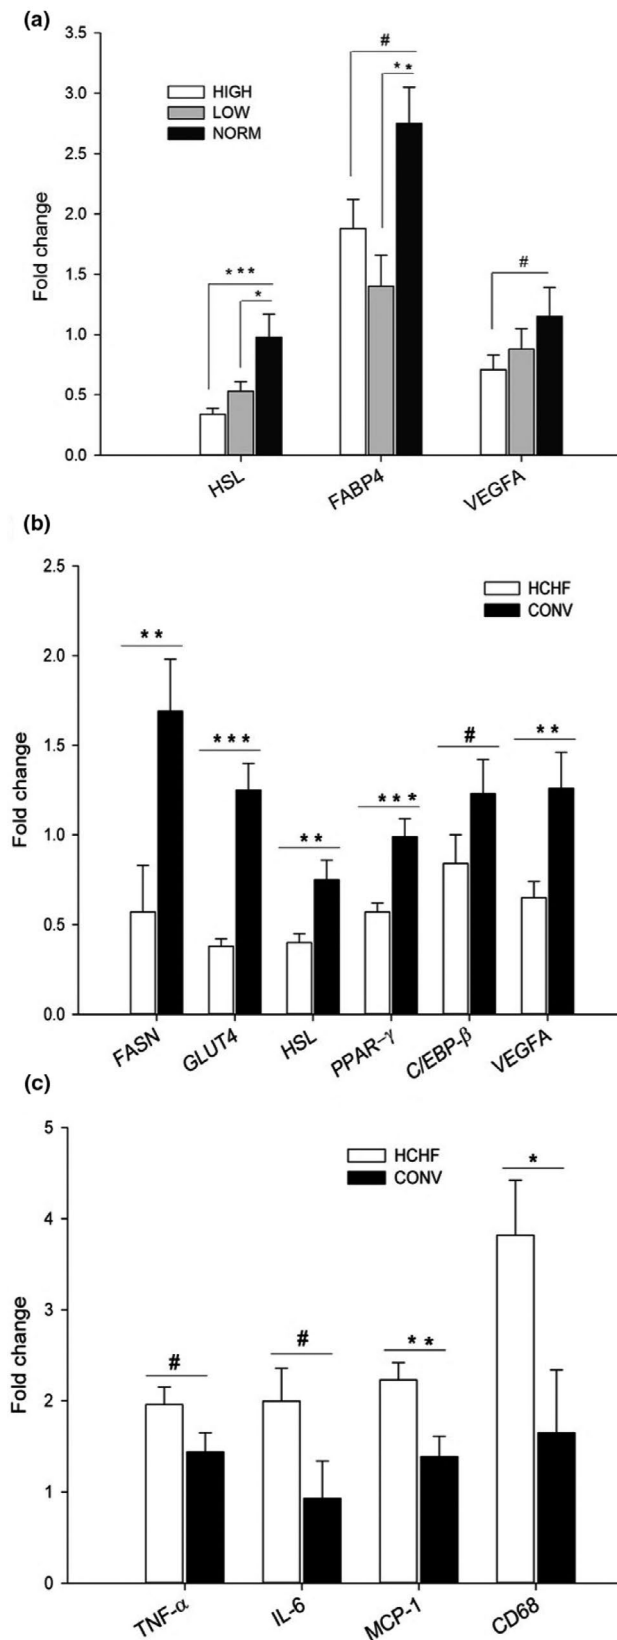 (a)
3.5
3.0
2.5
2.0
1.5
1.0
0.5
0.0
Fold change
HIGH
LOW
NORM
***
*
#
**
#
HSL
FABP4
VEGFA
(b)
2.5
2.0
1.5
1.0
0.5
0.0
Fold change
HCHF
CONV
**
***
**
***
#
**
FASN
GLUT4
HSL
PPAR-γ
C/EBP-β
VEGFA
(c)
5
4
3
2
1
0
Fold change
HCHF
CONV
#
#
**
*
TNF-α
IL-6
MCP-1
CD68